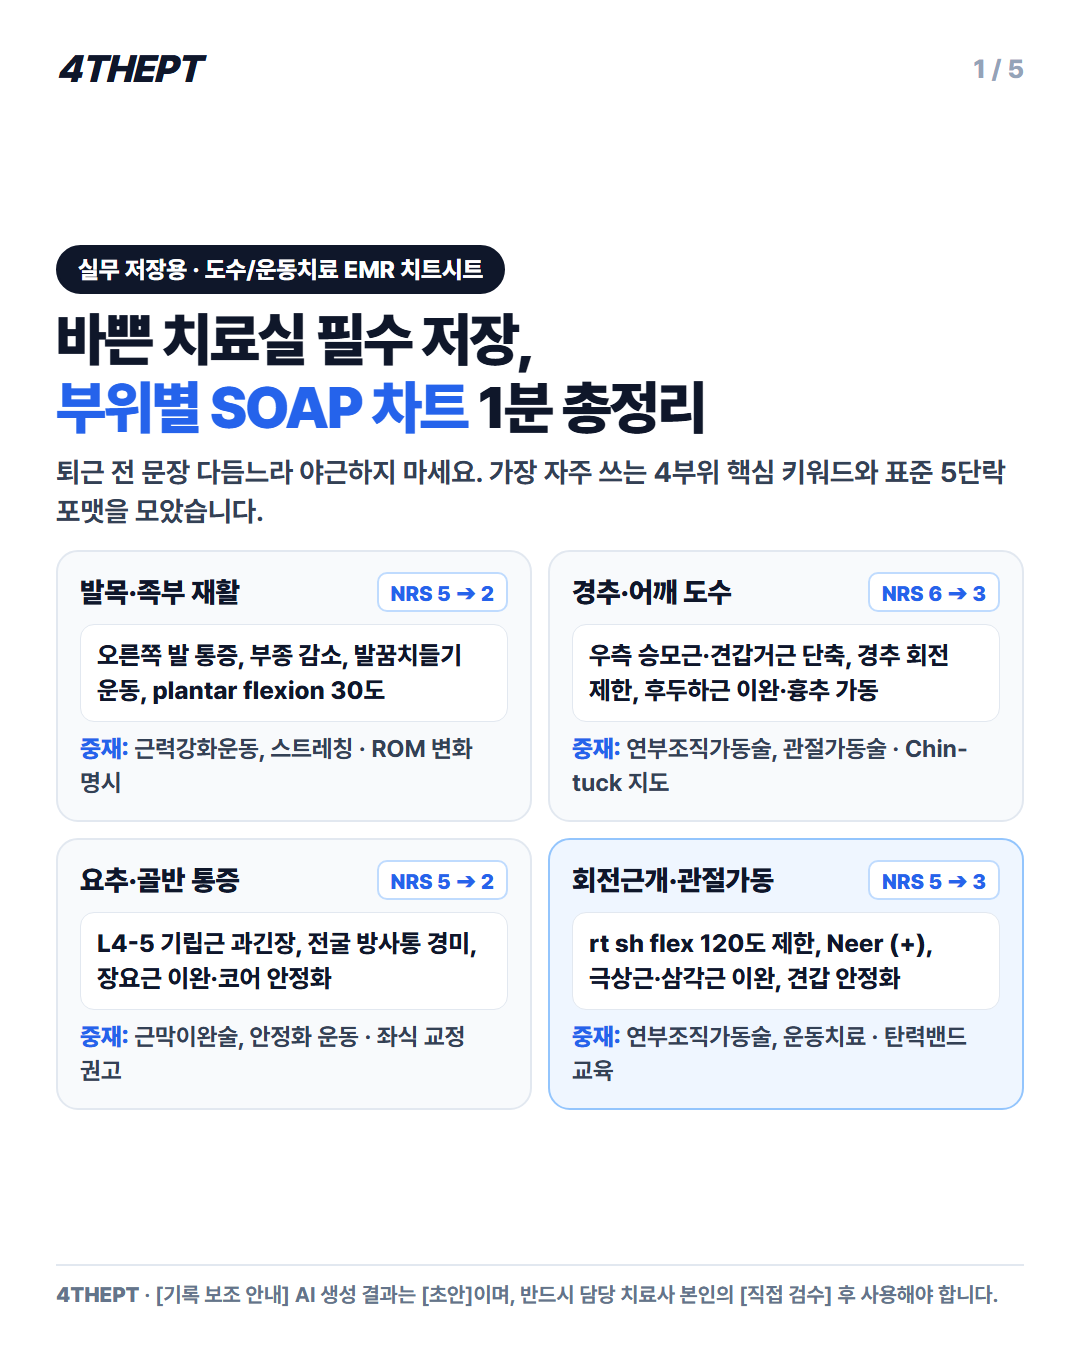 4THEPT
1 / 5
실무 저장용 · 도수/운동치료 EMR 치트시트
바쁜 치료실 필수 저장,
부위별 SOAP 차트 1분 총정리
퇴근 전 문장 다듬느라 야근하지 마세요. 가장 자주 쓰는 4부위 핵심 키워드와 표준 5단락
포맷을 모았습니다.
발목·족부 재활
NRS 5 → 2
오른쪽 발 통증, 부종 감소, 발꿈치들기
운동, plantar flexion 30도
중재: 근력강화운동, 스트레칭 · ROM 변화
명시
경추·어깨 도수
NRS 6 → 3
우측 승모근·견갑거근 단축, 경추 회전
제한, 후두하근 이완·흉추 가동
중재: 연부조직가동술, 관절가동술 · Chin-
tuck 지도
요추·골반 통증
NRS 5 → 2
L4-5 기립근 과긴장, 전굴 방사통 경미,
장요근 이완·코어 안정화
중재: 근막이완술, 안정화 운동 · 좌식 교정
권고
회전근개·관절가동
NRS 5 → 3
rt sh flex 120도 제한, Neer (+),
극상근·삼각근 이완, 견갑 안정화
중재: 연부조직가동술, 운동치료 · 탄력밴드
교육
4THEPT · [기록 보조 안내] AI 생성 결과는 [초안]이며, 반드시 담당 치료사 본인의 [직접 검수] 후 사용해야 합니다.